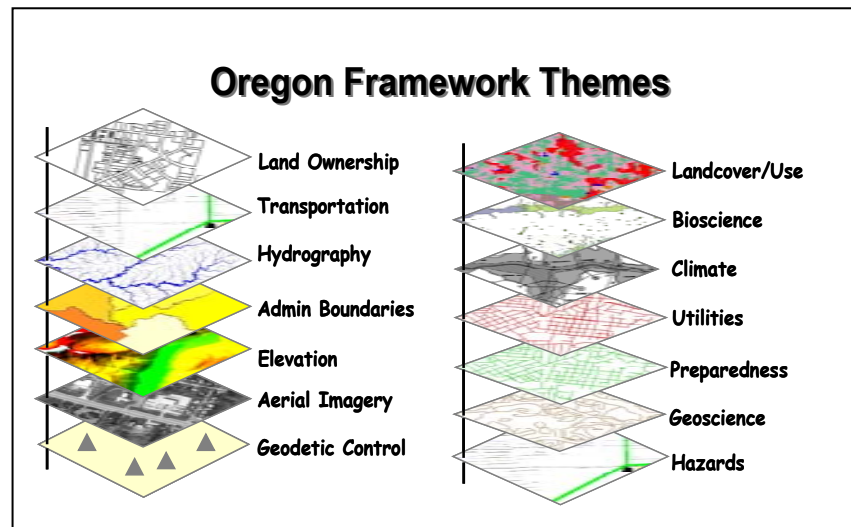 Oregon Framework Themes
Land Ownership
Transportation
Hydrography
Admin Boundaries
Elevation
Aerial Imagery
Geodetic Control
Landcover/Use
Bioscience
Climate
Utilities
Preparedness
Geoscience
Hazards